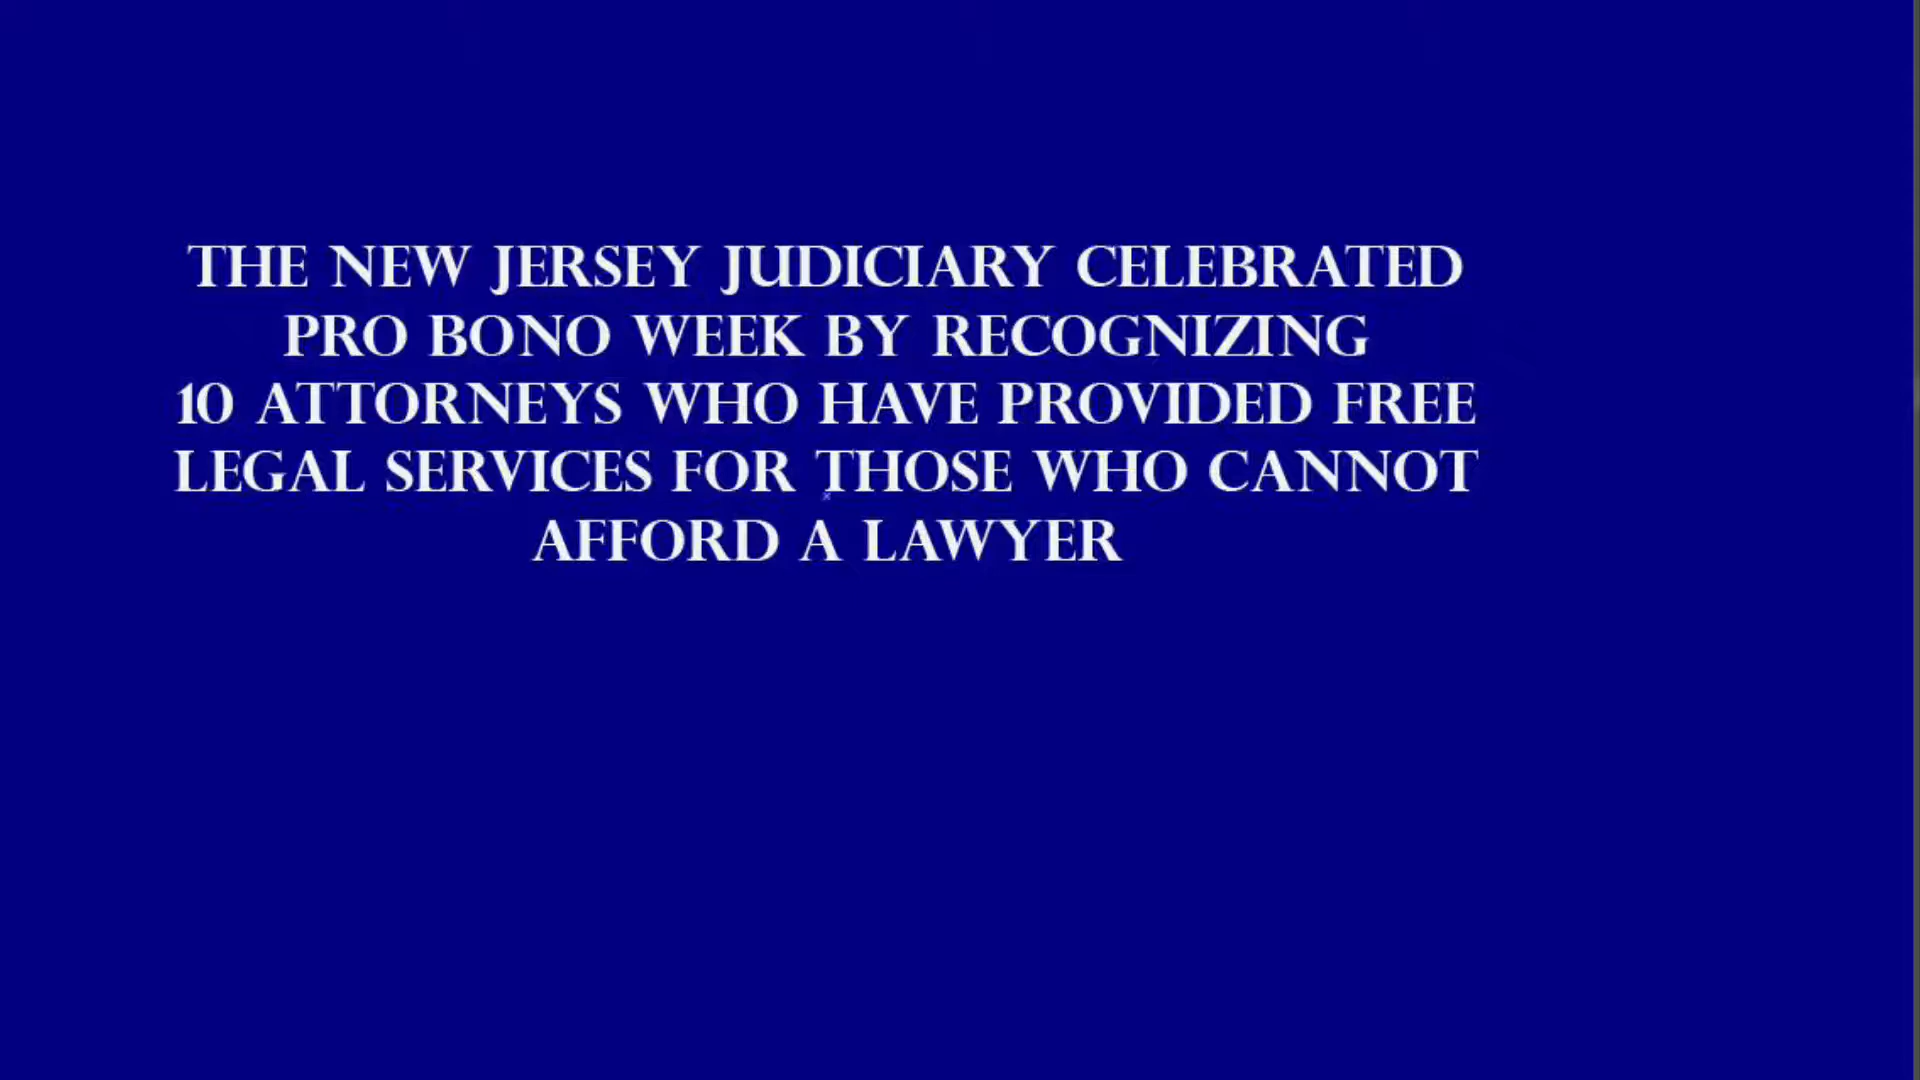 THE NEW JERSEY JUDICIARY CELEBRATED
PRO BONO WEEK BY RECOGNIZING
10 ATTORNEYS WHO HAVE PROVIDED FREE
LEGAL SERVICES FOR THOSE WHO CANNOT
AFFORD A LAWYER